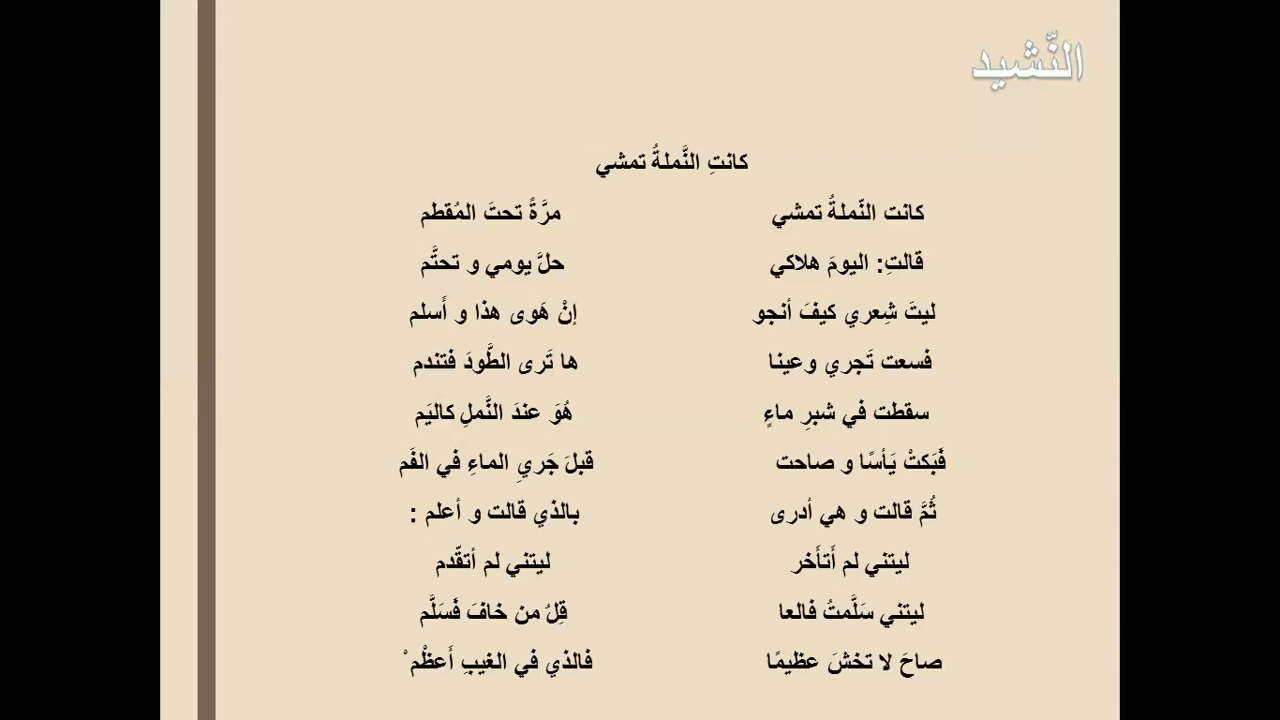 النّشيد
كانتِ النَّملةُ تمشي
كانت النّملةُ تمشي مرَّةً تحتَ المُقطم
قالتِ: اليومَ هلاكي حلَّ يومي و تحتَّم
ليتَ شِعري كيفَ أنجو إنْ هَوى هذا و أَسلم
فسعت تَجري وعينا ها تَرى الطَّودَ فتندم
سقطت في شبرِ ماءٍ هُوَ عندَ النَّملِ كاليَم
فَبَكتْ يَأسًا و صاحت قبلَ جَريِ الماءِ في الفَم
ثُمَّ قالت و هي أدرى بالذي قالت و أعلم :
ليتني لم أَتأَخر ليتني لم أتقّدم
ليتني سَلَّمتُ فالعا قِلُ من خافَ فَسَلَّم
صاحَ لا تخشَ عظيمًا فالذي في الغيبِ أَعظْم ْ